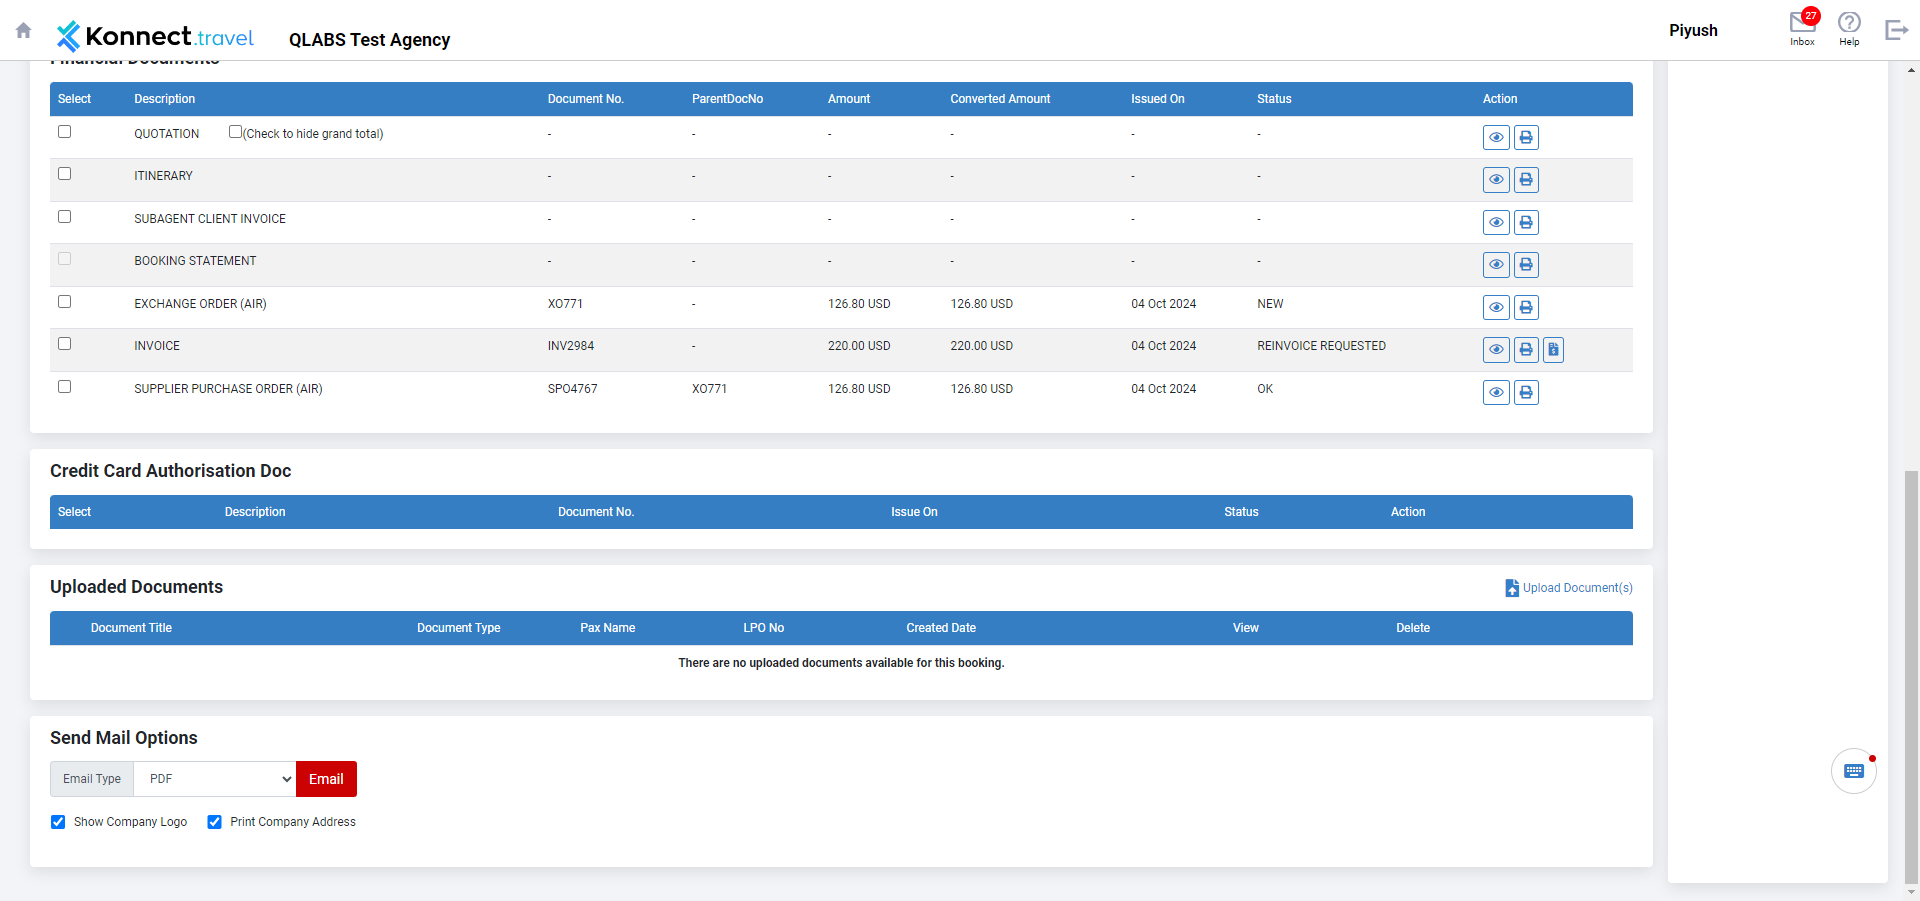 Konnect.travel QLABS Test Agency Piyush 27 Inbox Help
Financial Documents
Select Description Document No. ParentDocNo Amount Converted Amount Issued On Status Action
QUOTATION (Check to hide grand total) - - - - - -
ITINERARY - - - - - -
SUBAGENT CLIENT INVOICE - - - - - -
BOOKING STATEMENT - - - - - -
EXCHANGE ORDER (AIR) XO771 - 126.80 USD 126.80 USD 04 Oct 2024 NEW
INVOICE INV2984 - 220.00 USD 220.00 USD 04 Oct 2024 REINVOICE REQUESTED
SUPPLIER PURCHASE ORDER (AIR) SPO4767 XO771 126.80 USD 126.80 USD 04 Oct 2024 OK
Credit Card Authorisation Doc
Select Description Document No. Issue On Status Action
Uploaded Documents Upload Document(s)
Document Title Document Type Pax Name LPO No Created Date View Delete
There are no uploaded documents available for this booking.
Send Mail Options
Email Type PDF Email
Show Company Logo Print Company Address